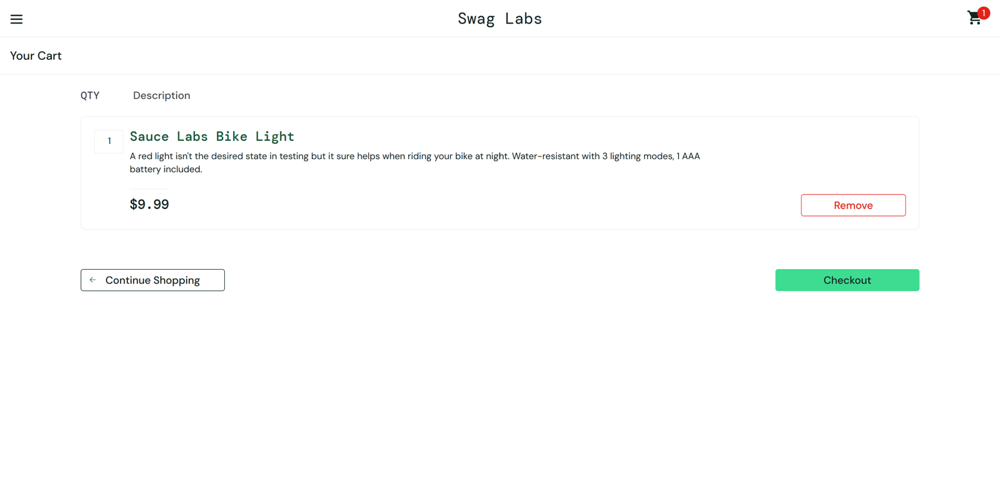 Swag Labs
1
Your Cart
QTY Description
1
Sauce Labs Bike Light
A red light isn't the desired state in testing but it sure helps when riding your bike at night. Water-resistant with 3 lighting modes, 1 AAA
battery included.
$9.99
Remove
Continue Shopping
Checkout